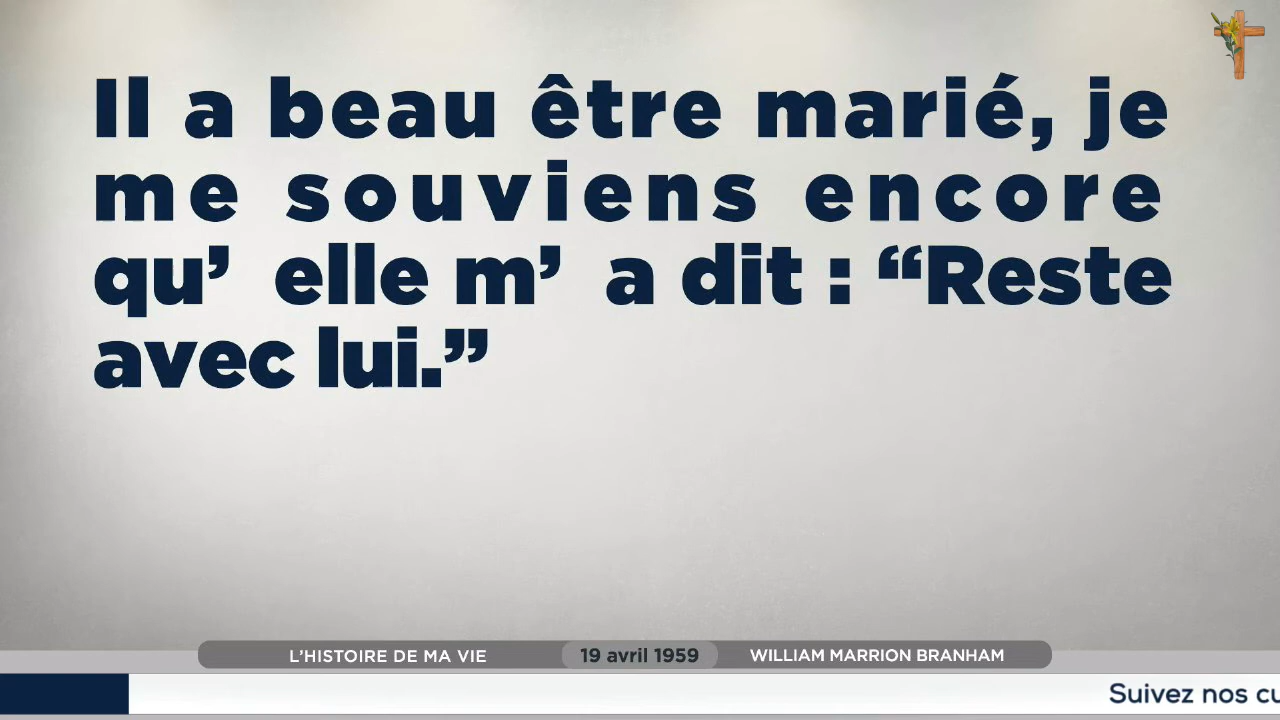 Il a beau être marié, je
me souviens encore
qu’ elle m’ a dit : “Reste
avec lui.”
L’HISTOIRE DE MA VIE
19 avril 1959
WILLIAM MARRION BRANHAM
Suivez nos